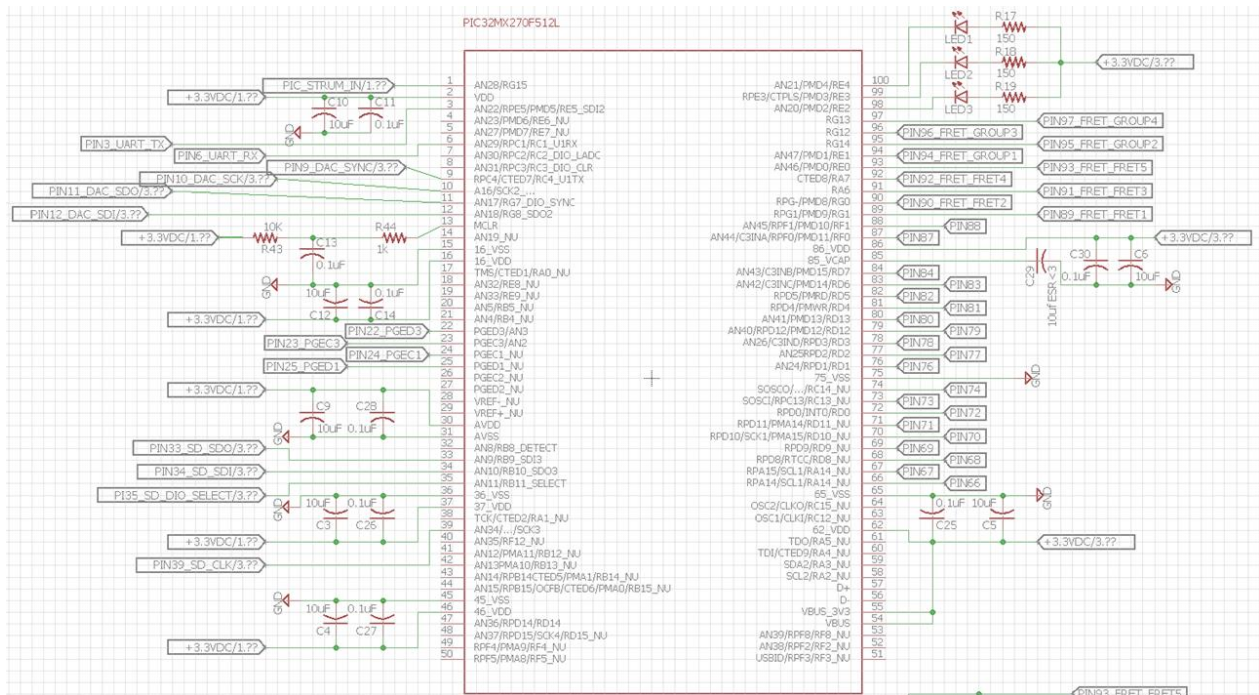 PIC32MX270F512L
LED1 R17 150
LED2 R18 150
LED3 R19 150
+3.3VDC/3.??
PIC_STRUM_IN/1.??
+3.3VDC/1.??
C10 10uF C11 0.1uF
GND
PIN3_UART_TX
PIN6_UART_RX
PIN9_DAC_SYNC/3.??
PIN10_DAC_SCK/3.??
PIN11_DAC_SDO/3.??
PIN12_DAC_SDI/3.??
+3.3VDC/1.??
10K R43 C13 0.1uF R44 1k
GND
10uF C12 0.1uF C14
+3.3VDC/1.??
PIN22_PGED3
PIN23_PGEC3
PIN24_PGEC1
PIN25_PGED1
+3.3VDC/1.??
C9 10uF C28 0.1uF
GND
PIN33_SD_SDO/3.??
PIN34_SD_SDI/3.??
PI35_SD_DIO_SELECT/3.??
GND
10uF C3 0.1uF C26
+3.3VDC/1.??
PIN39_SD_CLK/3.??
GND
10uF C4 0.1uF C27
+3.3VDC/1.??
1 AN28/RG15
2 VDD
3 AN22/RPE5/PMD5/RE5_SDI2
4 AN23/PMD6/RE6_NU
5 AN27/PMD7/RE7_NU
6 AN29/RPC1/RC1_U1RX
7 AN30/RPC2/RC2_DIO_LADC
8 AN31/RPC3/RC3_DIO_CLR
9 RPC4/CTED7/RC4_U1TX
10 A16/SCK2_...
11 AN17/RG7_DIO_SYNC
12 AN18/RG8_SDO2
13 MCLR
14 AN19_NU
15 16_VSS
16 16_VDD
17 TMS/CTED1/RA0_NU
18 AN32/RE8_NU
19 AN33/RE9_NU
20 AN5/RB5_NU
21 AN4/RB4_NU
22 PGED3/AN3
23 PGEC3/AN2
24 PGEC1_NU
25 PGED1_NU
26 PGEC2_NU
27 PGED2_NU
28 VREF-_NU
29 VREF+_NU
30 AVDD
31 AVSS
32 AN8/RB8_DETECT
33 AN9/RB9_SDI3
34 AN10/RB10_SDO3
35 AN11/RB11_SELECT
36 36_VSS
37 37_VDD
38 TCK/CTED2/RA1_NU
39 AN34/.../SCK3
40 AN35/RF12_NU
41 AN12/PMA11/RB12_NU
42 AN13PMA10/RB13_NU
43 AN14/RPB14CTED5/PMA1/RB14_NU
44 AN15/RPB15/OCFB/CTED6/PMA0/RB15_NU
45 45_VSS
46 46_VDD
47 AN36/RPD14/RD14
48 AN37/RPD15/SCK4/RD15_NU
49 RPF4/PMA9/RF4_NU
50 RPF5/PMA8/RF5_NU
AN21/PMD4/RE4 100
RPE3/CTPLS/PMD3/RE3 99
AN20/PMD2/RE2 98
RG13 97 PIN97_FRET_GROUP4
RG12 96 PIN96_FRET_GROUP3
RG14 95 PIN95_FRET_GROUP2
AN47/PMD1/RE1 94 PIN94_FRET_GROUP1
AN46/PMD0/RE0 93 PIN93_FRET_FRET5
CTED8/RA7 92 PIN92_FRET_FRET4
RA6 91 PIN91_FRET_FRET3
RPG-/PMD8/RG0 90 PIN90_FRET_FRET2
RPG1/PMD9/RG1 89 PIN89_FRET_FRET1
AN45/RPF1/PMD10/RF1 88 PIN88
AN44/C3INA/RPF0/PMD11/RF0 87 PIN87
86_VDD 86 +3.3VDC/3.??
85_VCAP 85
C29 10uf ESR <3 C30 0.1uF C6 10uF
GND
AN43/C3INB/PMD15/RD7 84 PIN84
AN42/C3INC/PMD14/RD6 83 PIN83
RPD5/PMRD/RD5 82 PIN82
RPD4/PMWR/RD4 81 PIN81
AN41/PMD13/RD13 80 PIN80
AN40/RPD12/PMD12/RD12 79 PIN79
AN26/C3IND/RPD3/RD3 78 PIN78
AN25RPD2/RD2 77 PIN77
AN24/RPD1/RD1 76 PIN76
75_VSS 75 GND
SOSCO/.../RC14_NU 74 PIN74
SOSCI/RPC13/RC13_NU 73 PIN73
RPD0/INT0/RD0 72 PIN72
RPD11/PMA14/RD11_NU 71 PIN71
RPD10/SCK1/PMA15/RD10_NU 70 PIN70
RPD9/RD9_NU 69 PIN69
RPD8/RTCC/RD8_NU 68 PIN68
RPA15/SCL1/RA14_NU 67 PIN67
RPA14/SCL1/RA14_NU 66 PIN66
65_VSS 65 GND
OSC2/CLKO/RC15_NU 64
OSC1/CLKI/RC12_NU 63
0.1uF C25 10uF C5
62_VDD 62
TDO/RA5_NU 61 +3.3VDC/3.??
TDI/CTED9/RA4_NU 60
SDA2/RA3_NU 59
SCL2/RA2_NU 58
D+ 57
D- 56
VBUS_3V3 55
VBUS 54
AN39/RPF8/RF8_NU 53
AN38/RPF2/RF2_NU 52
USBID/RPF3/RF3_NU 51
PIN93_FRET_FRET5